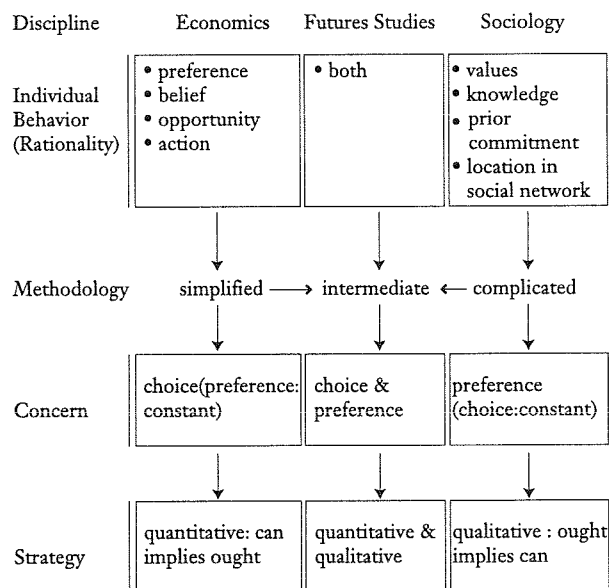 Discipline Economics Futures Studies Sociology
Individual
Behavior
(Rationality)
• preference
• belief
• opportunity
• action
• both
• values
• knowledge
• prior
commitment
• location in
social network
Methodology simplified intermediate complicated
Concern
choice(preference:
constant)
choice &
preference
preference
(choice:constant)
Strategy
quantitative: can
implies ought
quantitative &
qualitative
qualitative : ought
implies can